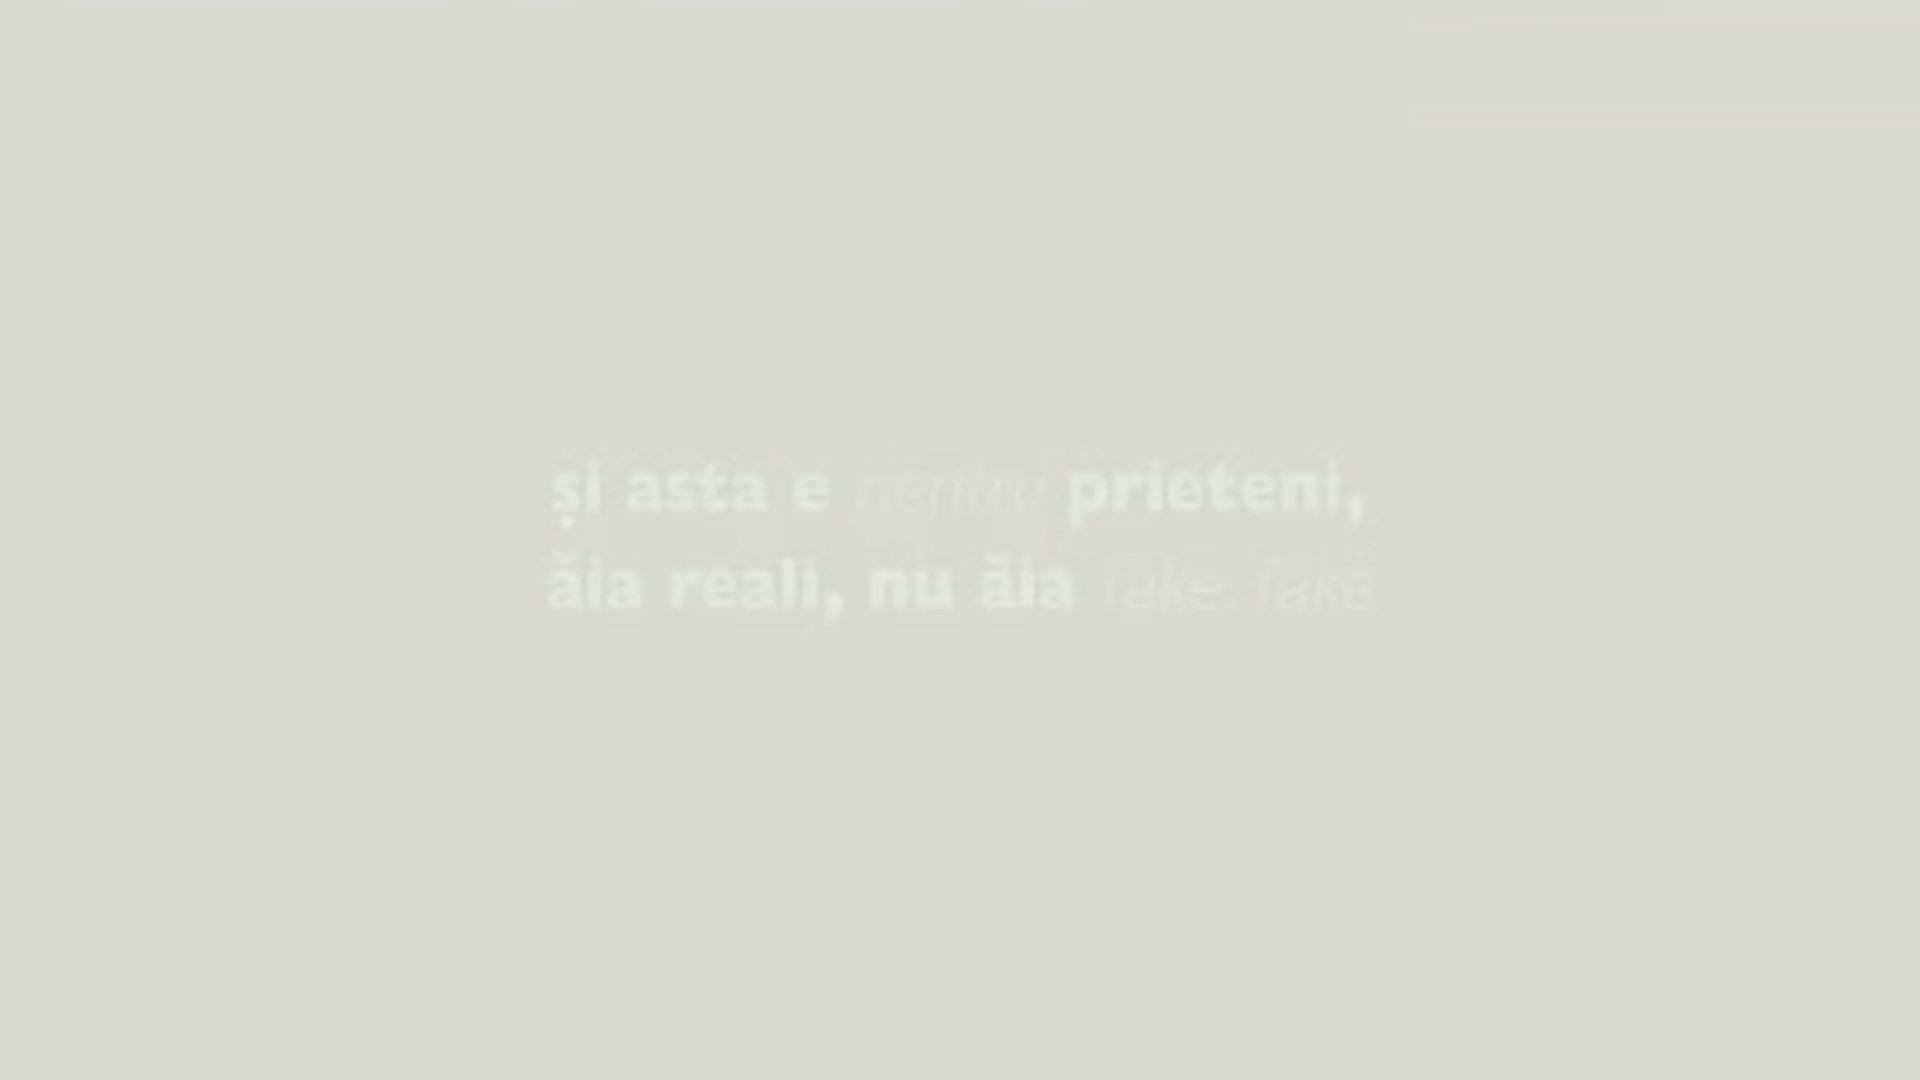 și asta e pentru prieteni,
ăia reali, nu ăia fake. fake